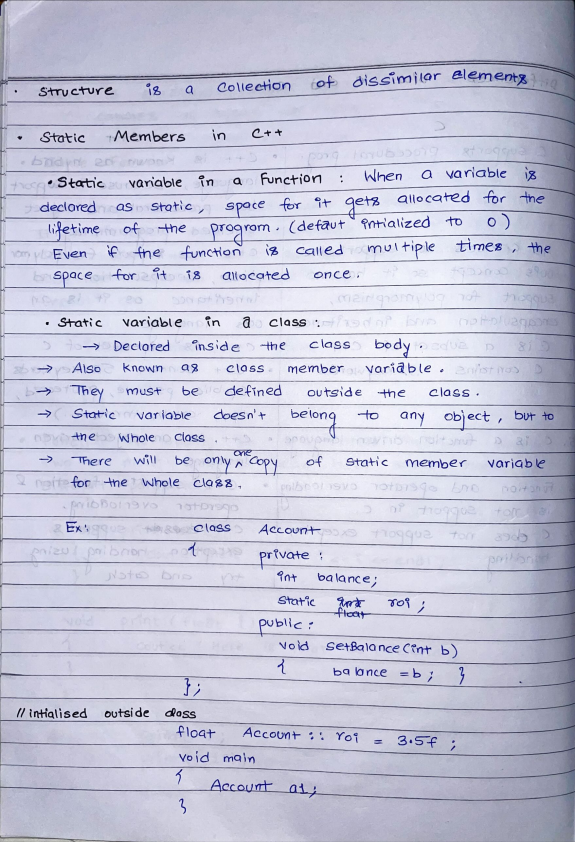 • Structure is a Collection of dissimilar Elements
• Static Members in C++
• Static variable in a Function : When a variable is
declared as static, space for it gets allocated for the
lifetime of the program. (defaut intialized to 0)
Even if the function is called multiple times, the
space for it is allocated once.
• Static variable in a class :
→ Declared inside the class body.
→ Also known as class member variable.
→ They must be defined outside the class.
→ Static variable doesn't belong to any object, but to
the whole class.
→ There will be only one copy of static member variable
for the whole class.
Ex: class Account
{
private :
int balance;
static float roi ;
public :
void setBalance(int b)
{ balance = b ; }
};
// intialised outside class
float Account :: roi = 3.5f ;
void main
{
Account a1;
}